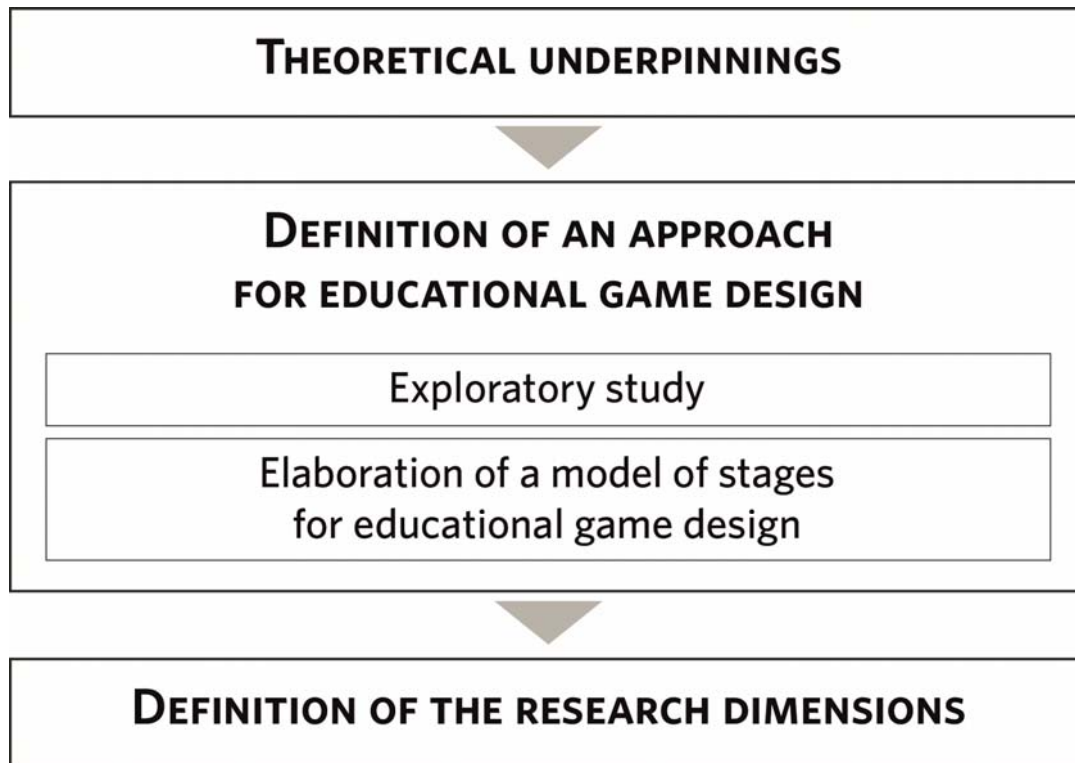 THEORETICAL UNDERPINNINGS
DEFINITION OF AN APPROACH
FOR EDUCATIONAL GAME DESIGN
Exploratory study
Elaboration of a model of stages
for educational game design
DEFINITION OF THE RESEARCH DIMENSIONS